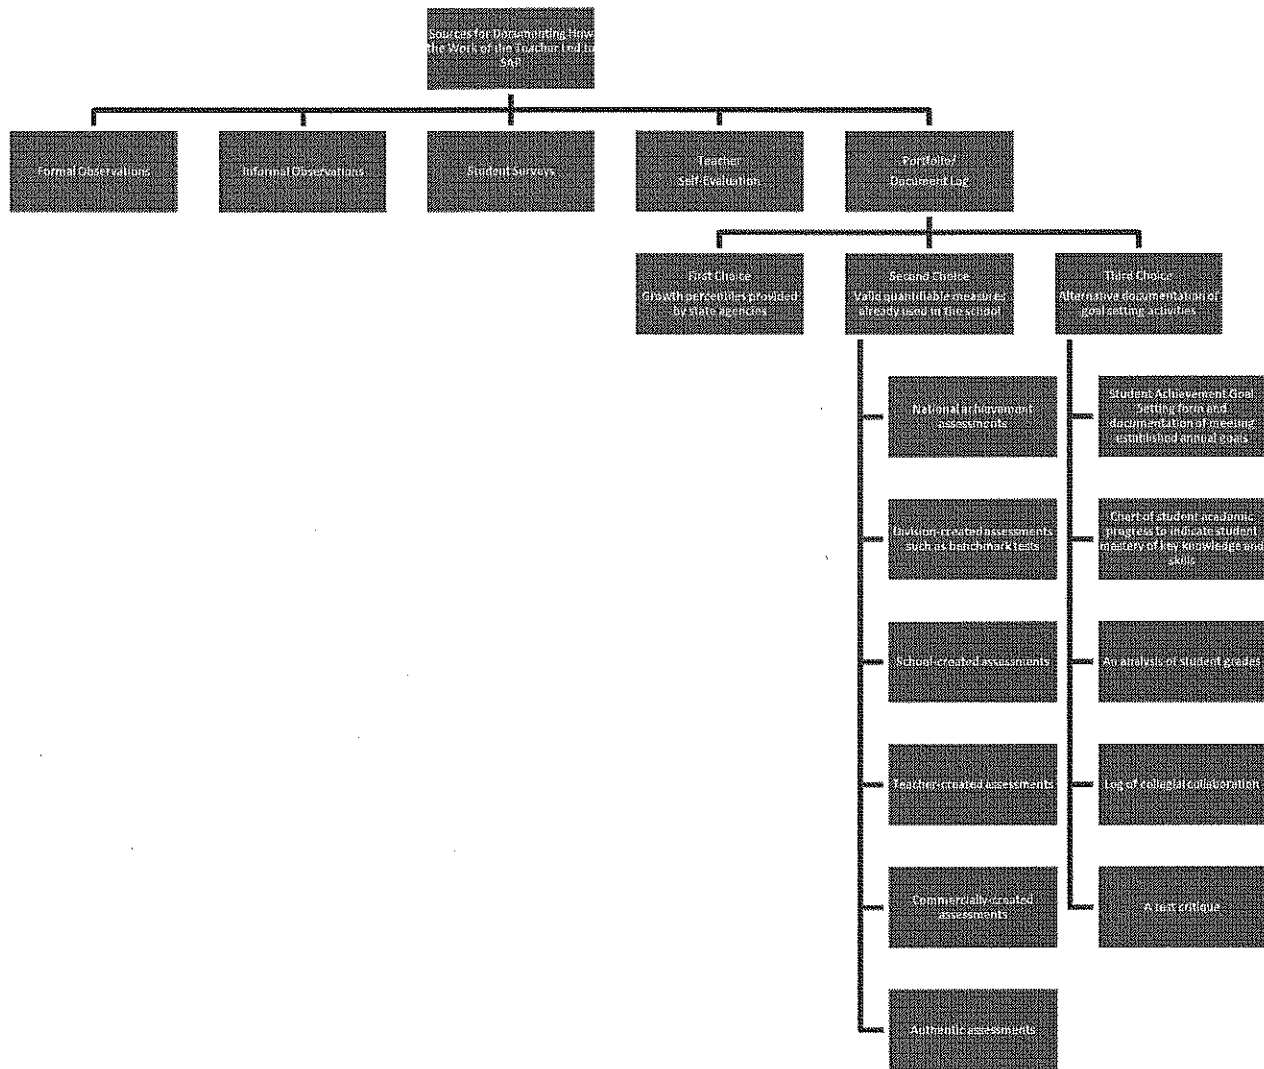 Sources for Documenting How
the Work of the Teacher Led to
SAP
Formal Observations
Informal Observations
Student Surveys
Teacher
Self-Evaluation
Portfolio/
Document Log
First Choice
Growth percentiles provided
by state agencies
Second Choice
Valid quantifiable measures
already used in the school
Third Choice
Alternative documentation of
goal setting activities
National achievement
assessments
Division-created assessments
such as benchmark tests
School-created assessments
Teacher-created assessments
Commercially-created
assessments
Authentic assessments
Student Achievement Goal
Setting form and
documentation of meeting
established annual goals
Chart of student academic
progress to indicate student
mastery of key knowledge and
skills
An analysis of student grades
Log of collegial collaboration
A test critique